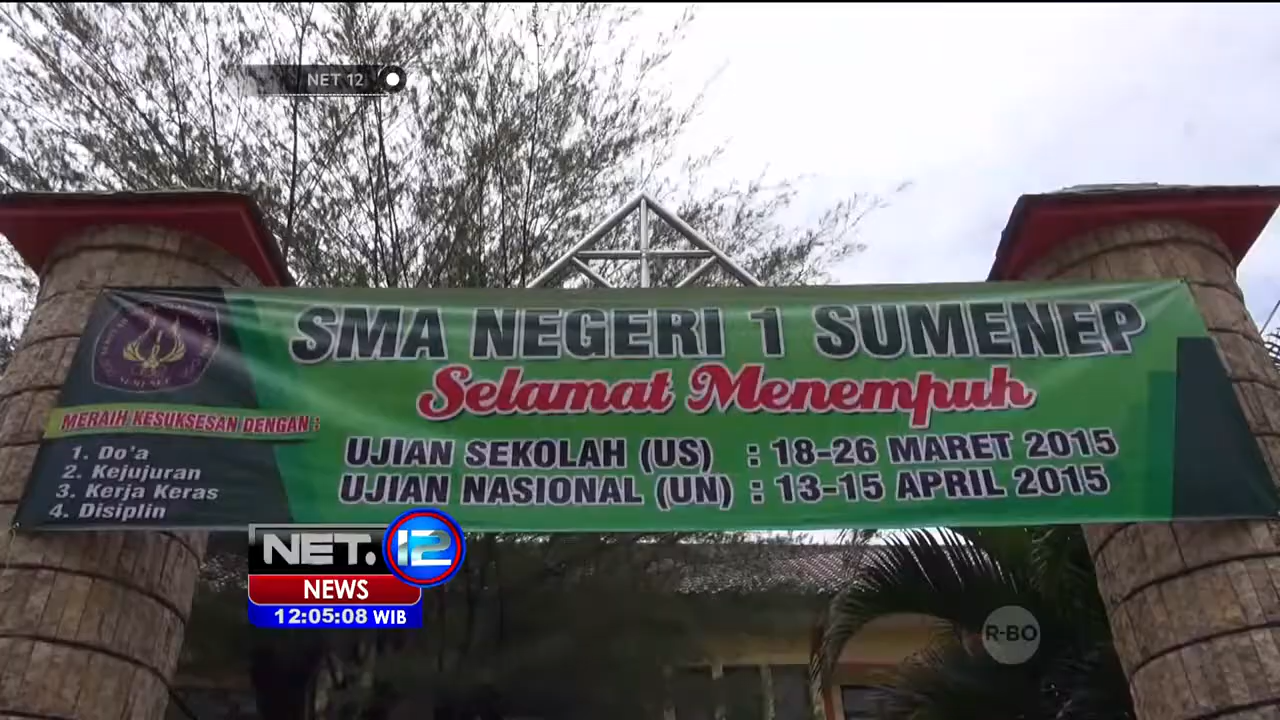 NET 12
SMA NEGERI 1 SUMENEP
Selamat Menempuh
MERAIH KESUKSESAN DENGAN :
1. Do'a
2. Kejujuran
3. Kerja Keras
4. Disiplin
UJIAN SEKOLAH (US) : 18-26 MARET 2015
UJIAN NASIONAL (UN) : 13-15 APRIL 2015
NET. 12
NEWS
12:05:08 WIB
R-BO